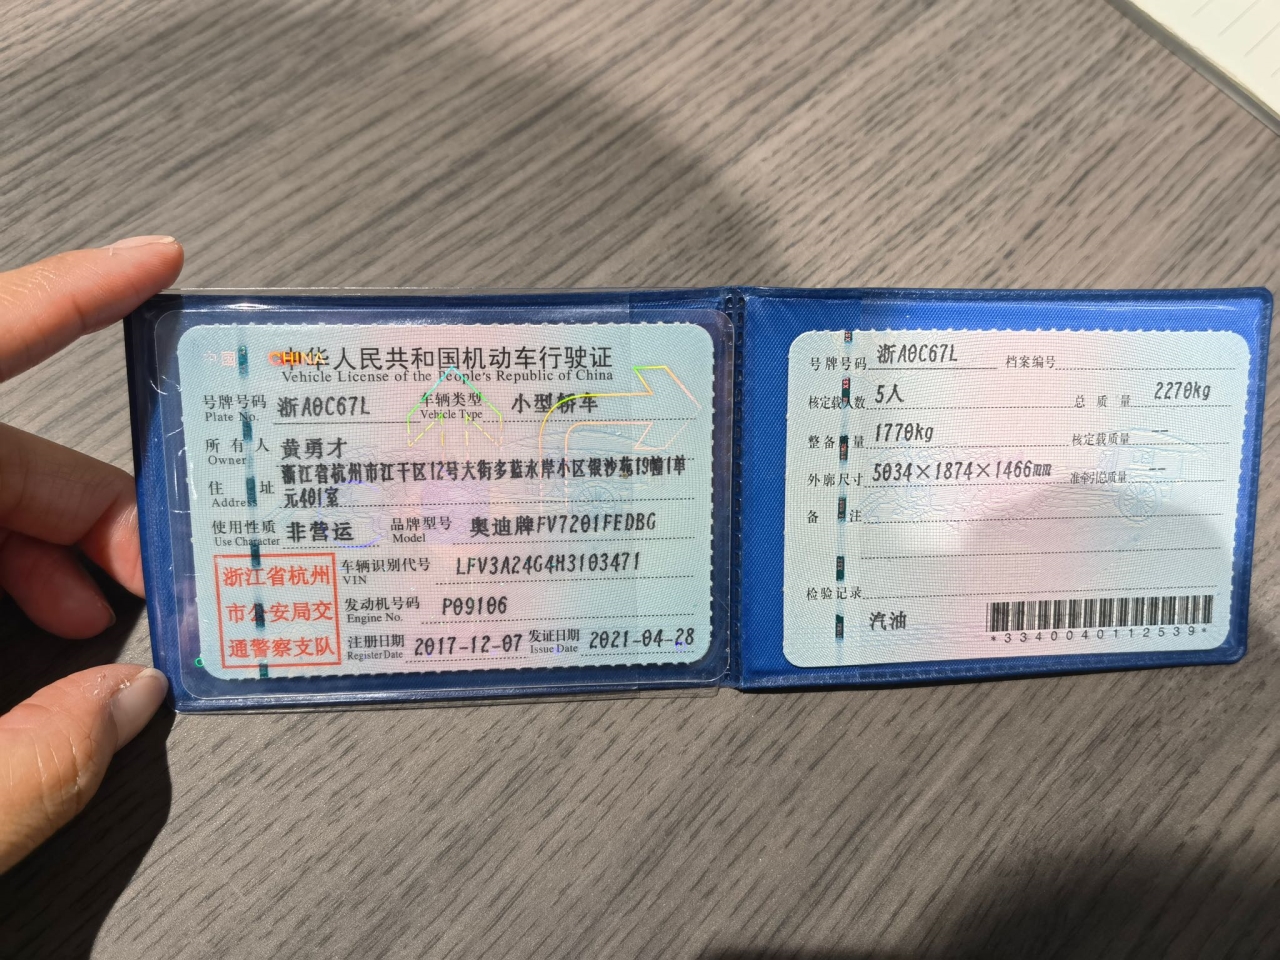 中国 CHINA
中华人民共和国机动车行驶证
Vehicle License of the People's Republic of China
号牌号码 浙A0C67L 车辆类型 小型轿车
Plate No. Vehicle Type
所有人 黄勇才
Owner
住址 浙江省杭州市江干区12号大街多蓝水岸小区银沙苑19幢1单
Address 元401室
使用性质 非营运 品牌型号 奥迪牌FV7201FEDBG
Use Character Model
浙江省杭州
市公安局交
通警察支队
车辆识别代号 LFV3A24G4H3103471
VIN
发动机号码 P09106
Engine No.
注册日期 2017-12-07 发证日期 2021-04-28
Register Date Issue Date
号牌号码 浙A0C67L 档案编号
核定载人数 5人 总质量 2270kg
整备质量 1770kg 核定载质量 --
外廓尺寸 5034×1874×1466mm 准牵引总质量 --
备注
检验记录
汽油
*3340040112539*